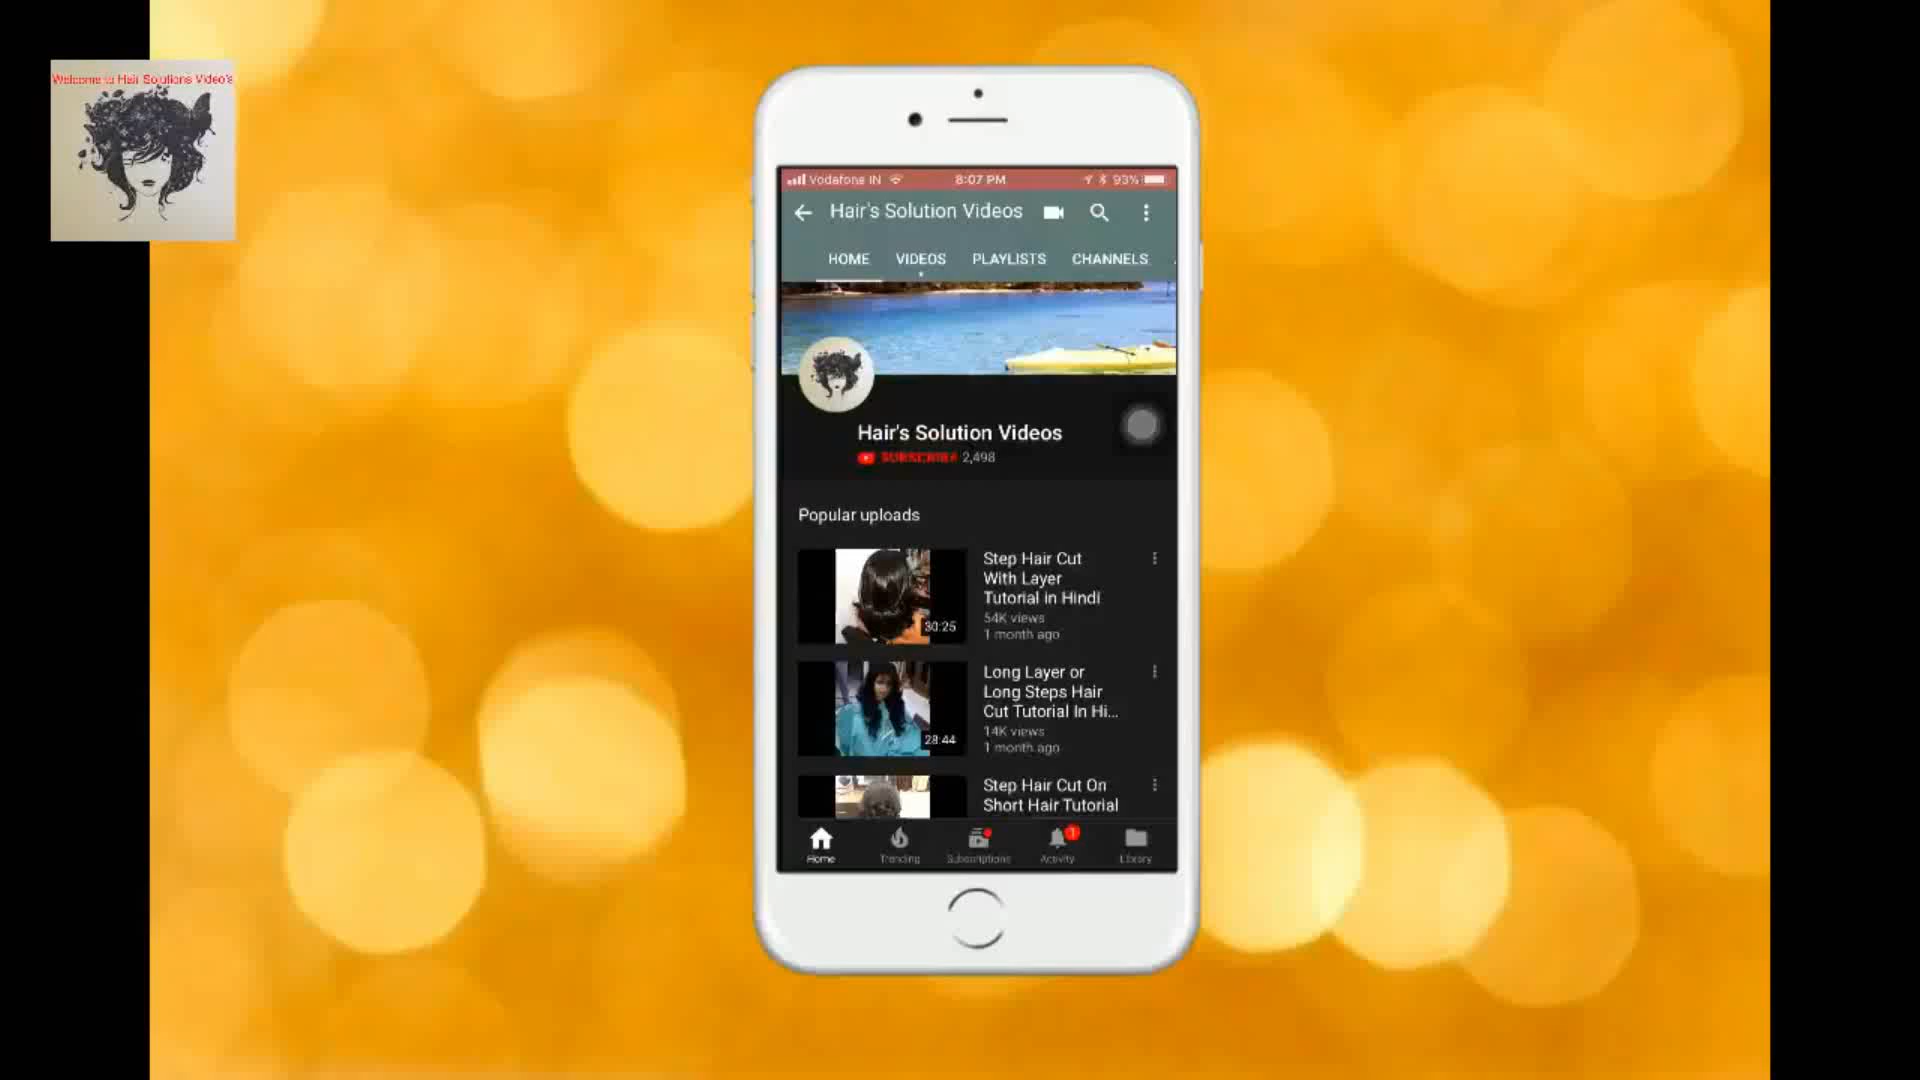 Welcome to Hair Solutions Video's
Vodafone IN 8:07 PM 93%
Hair's Solution Videos
HOME VIDEOS PLAYLISTS CHANNELS
Hair's Solution Videos
SUBSCRIBE 2,498
Popular uploads
Step Hair Cut
With Layer
Tutorial in Hindi
54K views
1 month ago
30:25
Long Layer or
Long Steps Hair
Cut Tutorial In Hi...
14K views
1 month ago
28:44
Step Hair Cut On
Short Hair Tutorial
1
Home Trending Subscriptions Activity Library